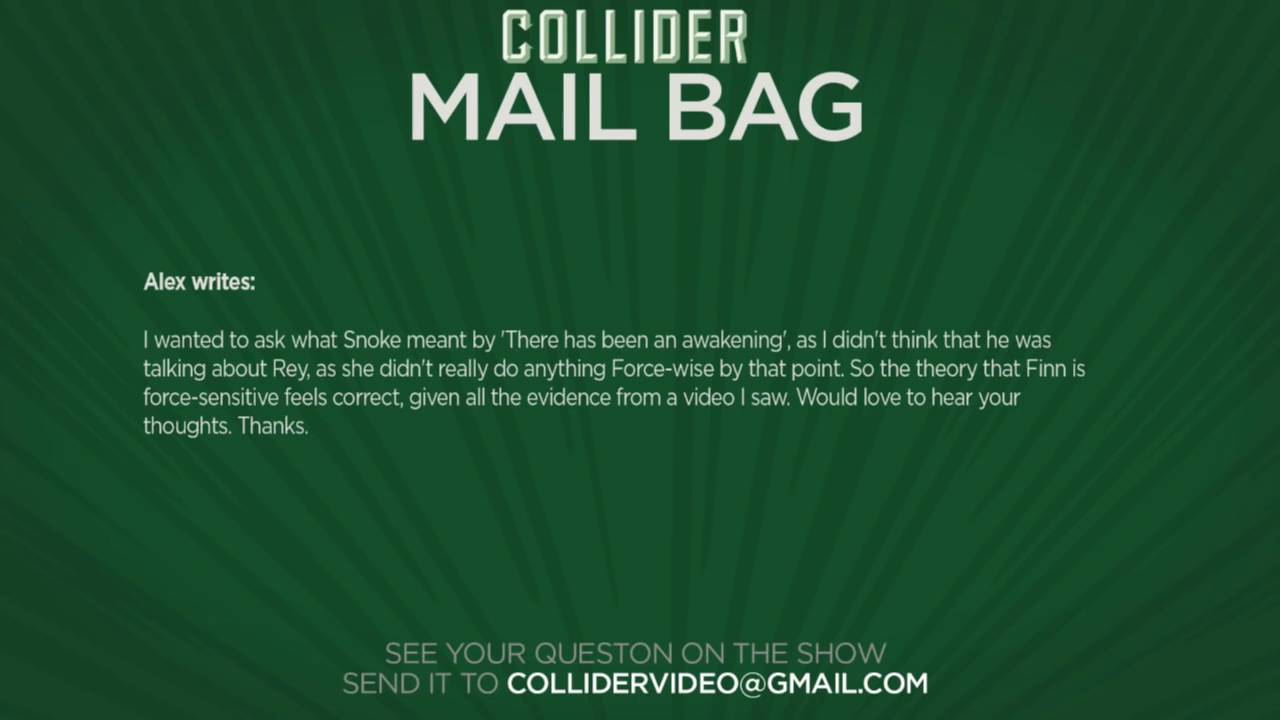 COLLIDER
MAIL BAG
Alex writes:
I wanted to ask what Snoke meant by 'There has been an awakening', as I didn't think that he was
talking about Rey, as she didn't really do anything Force-wise by that point. So the theory that Finn is
force-sensitive feels correct, given all the evidence from a video I saw. Would love to hear your
thoughts. Thanks.
SEE YOUR QUESTON ON THE SHOW
SEND IT TO COLLIDERVIDEO@GMAIL.COM